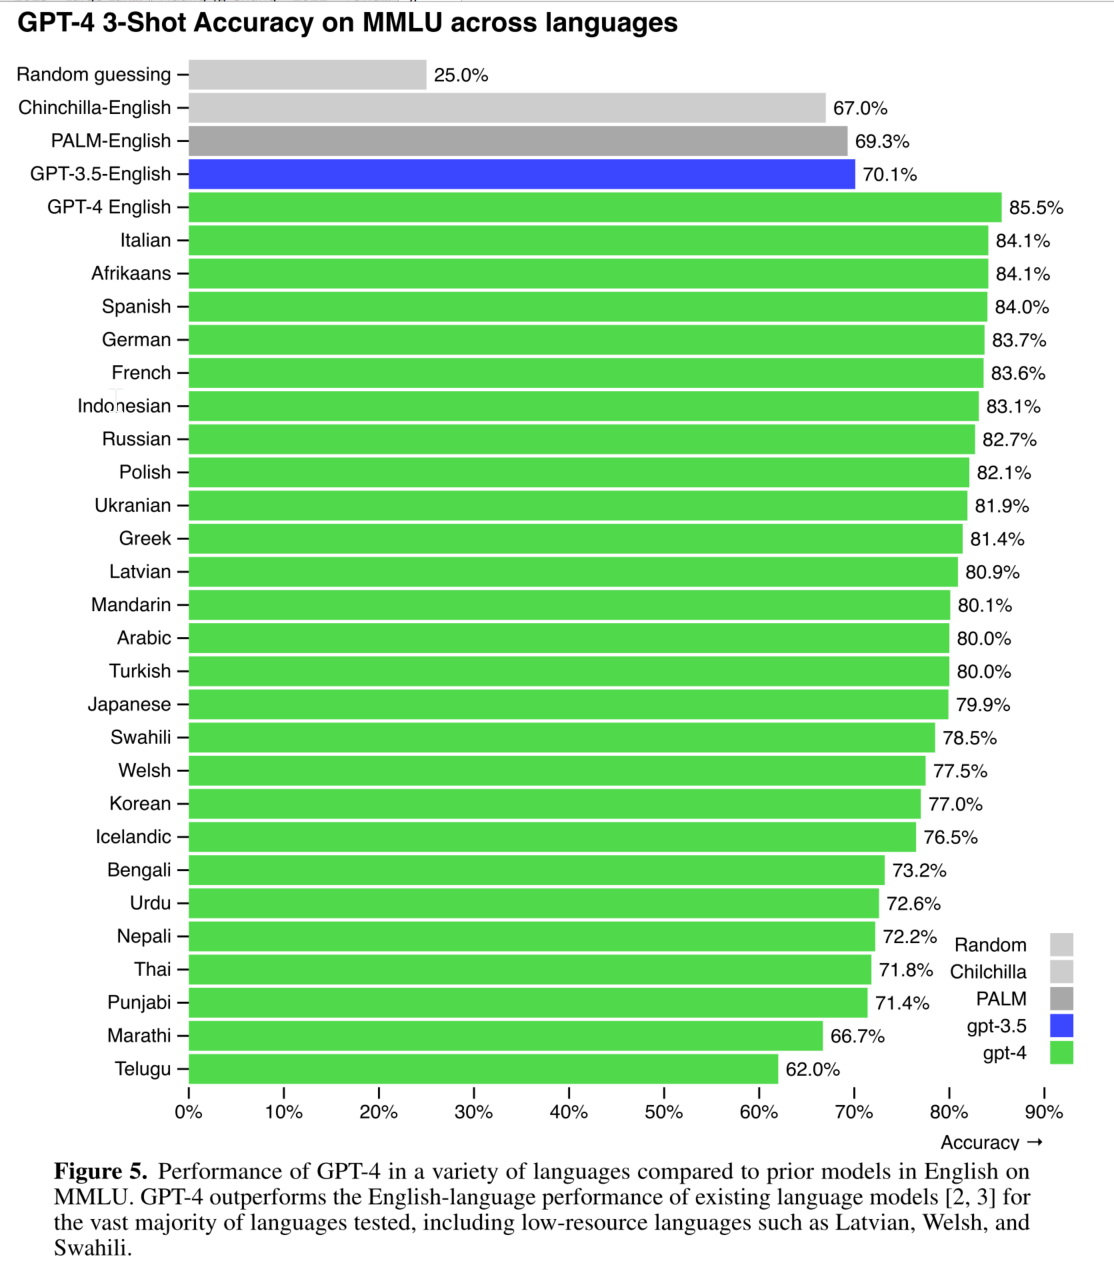 GPT-4 3-Shot Accuracy on MMLU across languages
Random guessing 25.0%
Chinchilla-English 67.0%
PALM-English 69.3%
GPT-3.5-English 70.1%
GPT-4 English 85.5%
Italian 84.1%
Afrikaans 84.1%
Spanish 84.0%
German 83.7%
French 83.6%
Indonesian 83.1%
Russian 82.7%
Polish 82.1%
Ukranian 81.9%
Greek 81.4%
Latvian 80.9%
Mandarin 80.1%
Arabic 80.0%
Turkish 80.0%
Japanese 79.9%
Swahili 78.5%
Welsh 77.5%
Korean 77.0%
Icelandic 76.5%
Bengali 73.2%
Urdu 72.6%
Nepali 72.2%
Thai 71.8%
Punjabi 71.4%
Marathi 66.7%
Telugu 62.0%
Random
Chilchilla
PALM
gpt-3.5
gpt-4
0% 10% 20% 30% 40% 50% 60% 70% 80% 90%
Accuracy →
Figure 5. Performance of GPT-4 in a variety of languages compared to prior models in English on
MMLU. GPT-4 outperforms the English-language performance of existing language models [2, 3] for
the vast majority of languages tested, including low-resource languages such as Latvian, Welsh, and
Swahili.